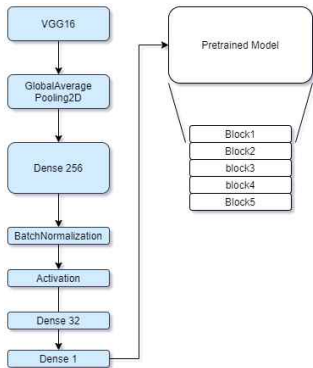 VGG16
GlobalAverage
Pooling2D
Dense 256
BatchNormalization
Activation
Dense 32
Dense 1
Pretrained Model
Block1
Block2
block3
block4
Block5